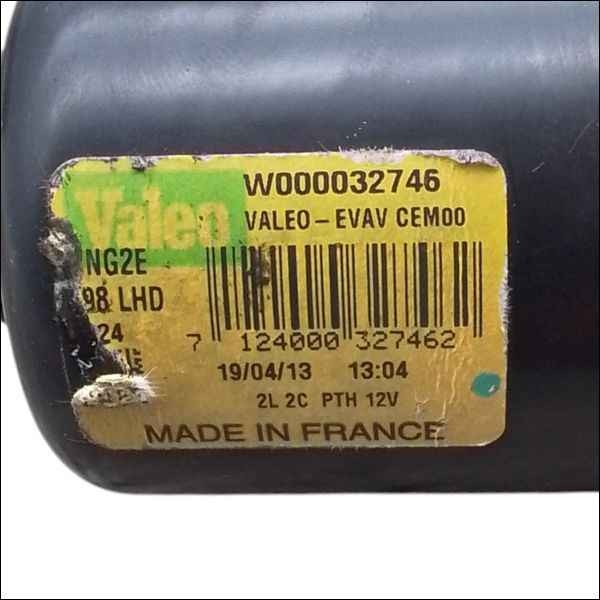 Valeo
W000032746
VALEO-EVAV CEM00
NG2E
98 LHD
24
7 124000 327462
19/04/13 13:04
2L 2C PTH 12V
MADE IN FRANCE